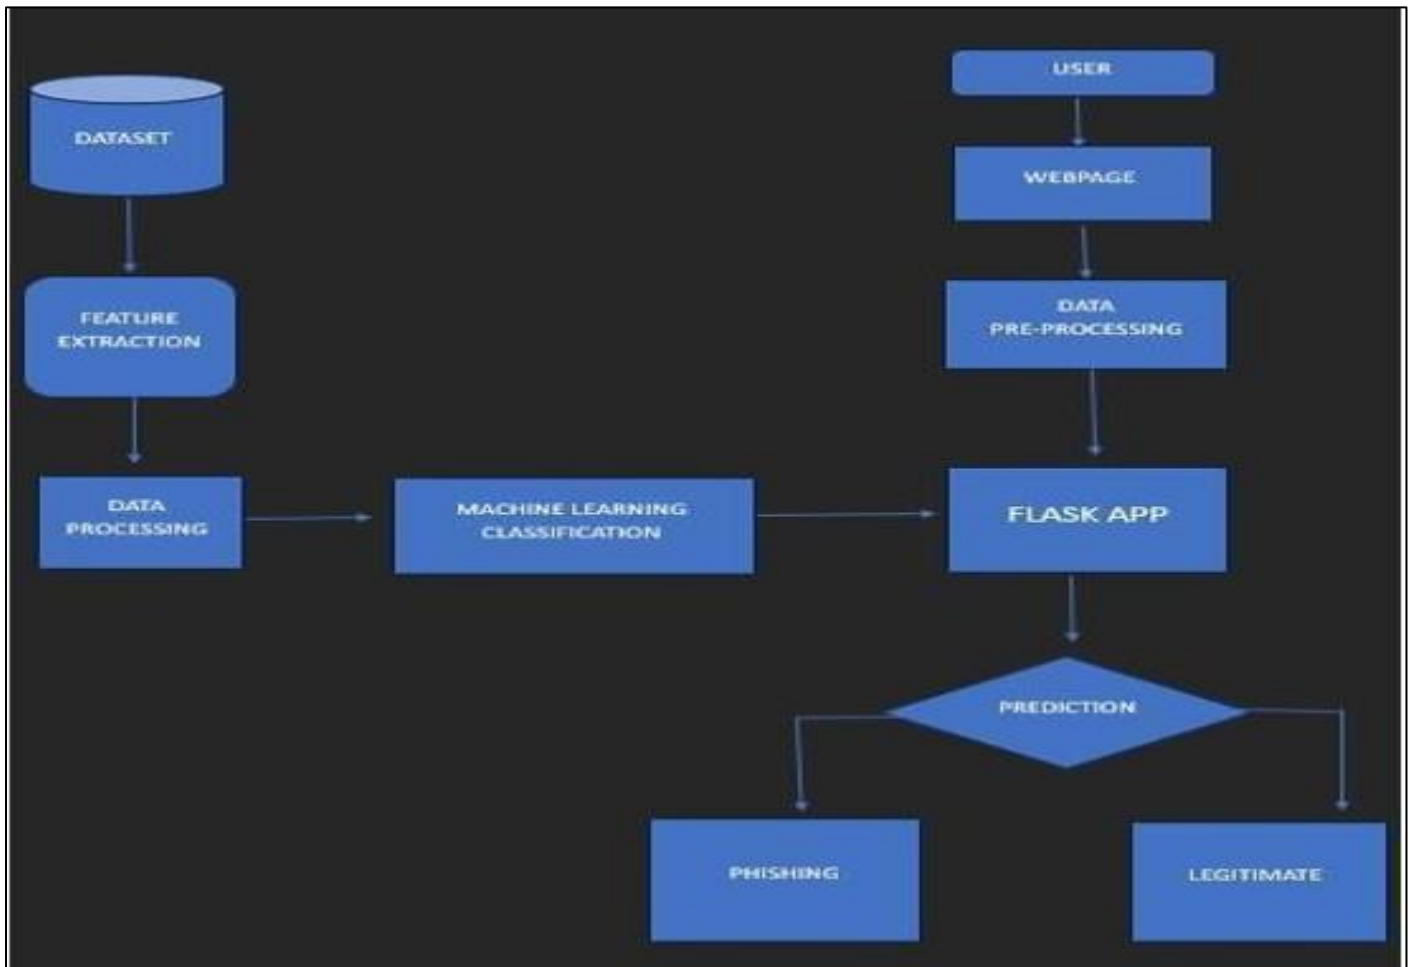 USER
DATASET
WEBPAGE
FEATURE
EXTRACTION
DATA
PRE-PROCESSING
DATA
PROCESSING
MACHINE LEARNING
CLASSIFICATION
FLASK APP
PREDICTION
PHISHING
LEGITIMATE